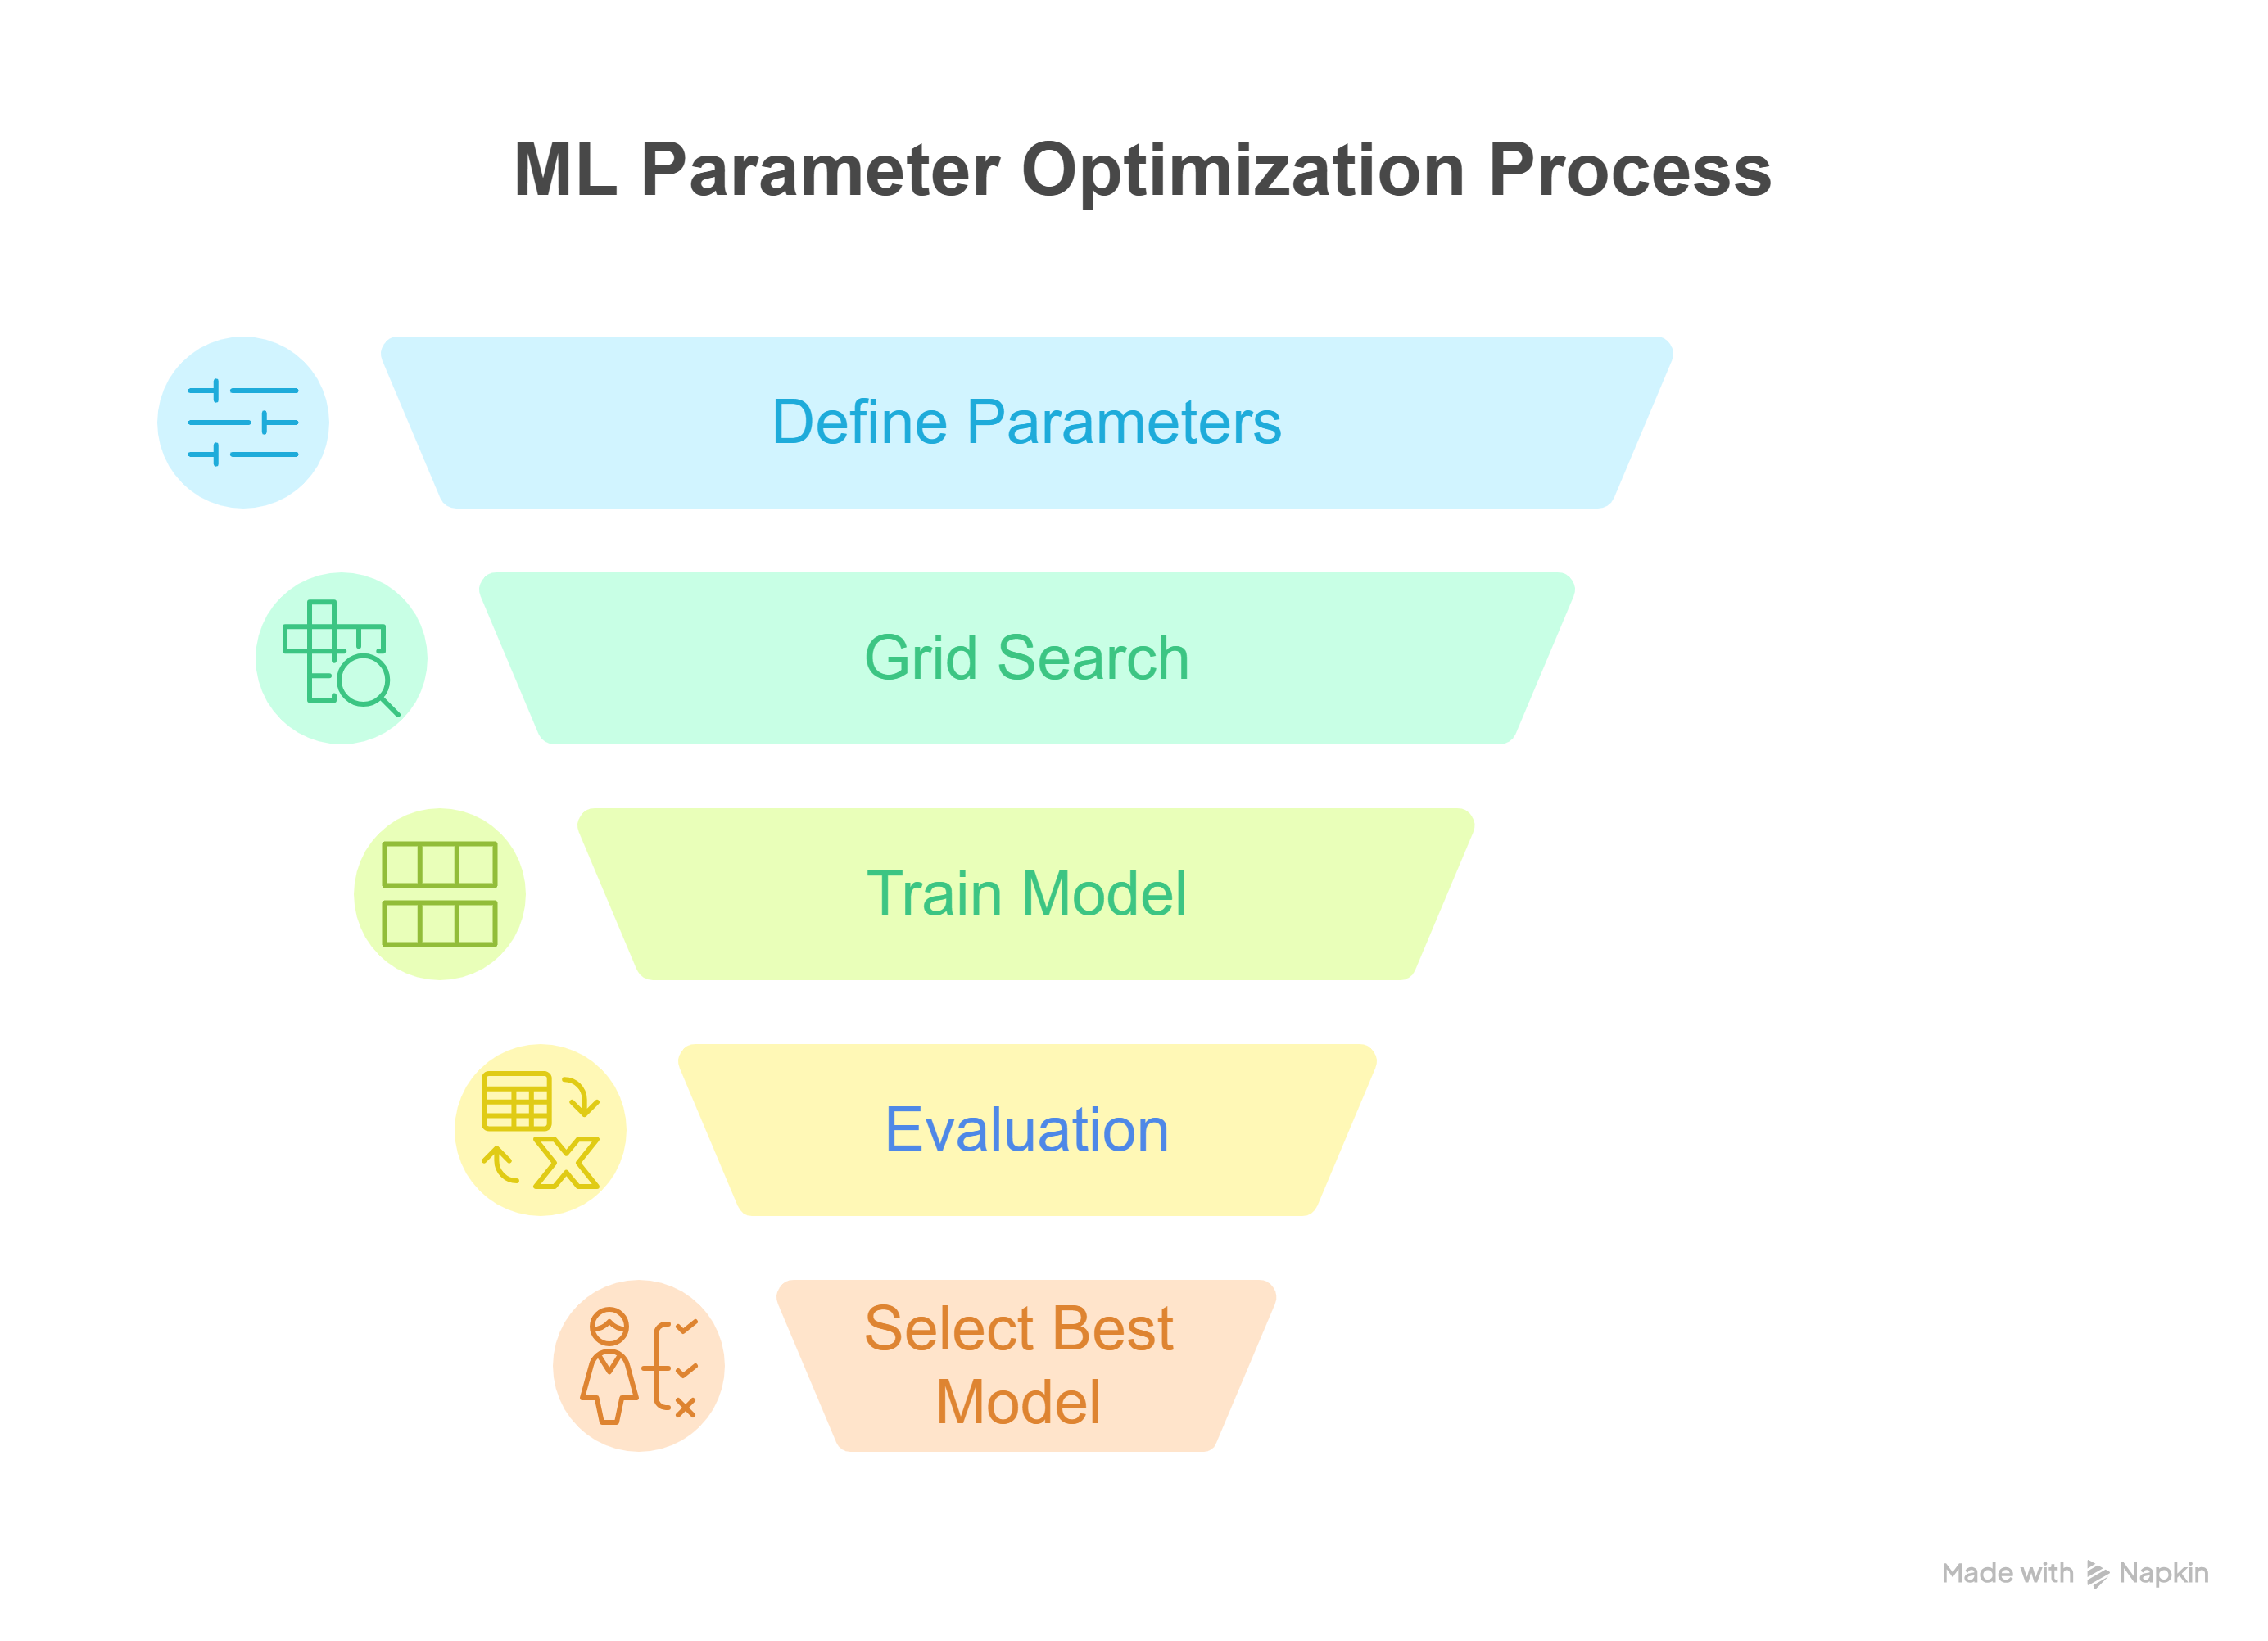 ML Parameter Optimization Process
Define Parameters
Grid Search
Train Model
Evaluation
Select Best
Model
Made with Napkin